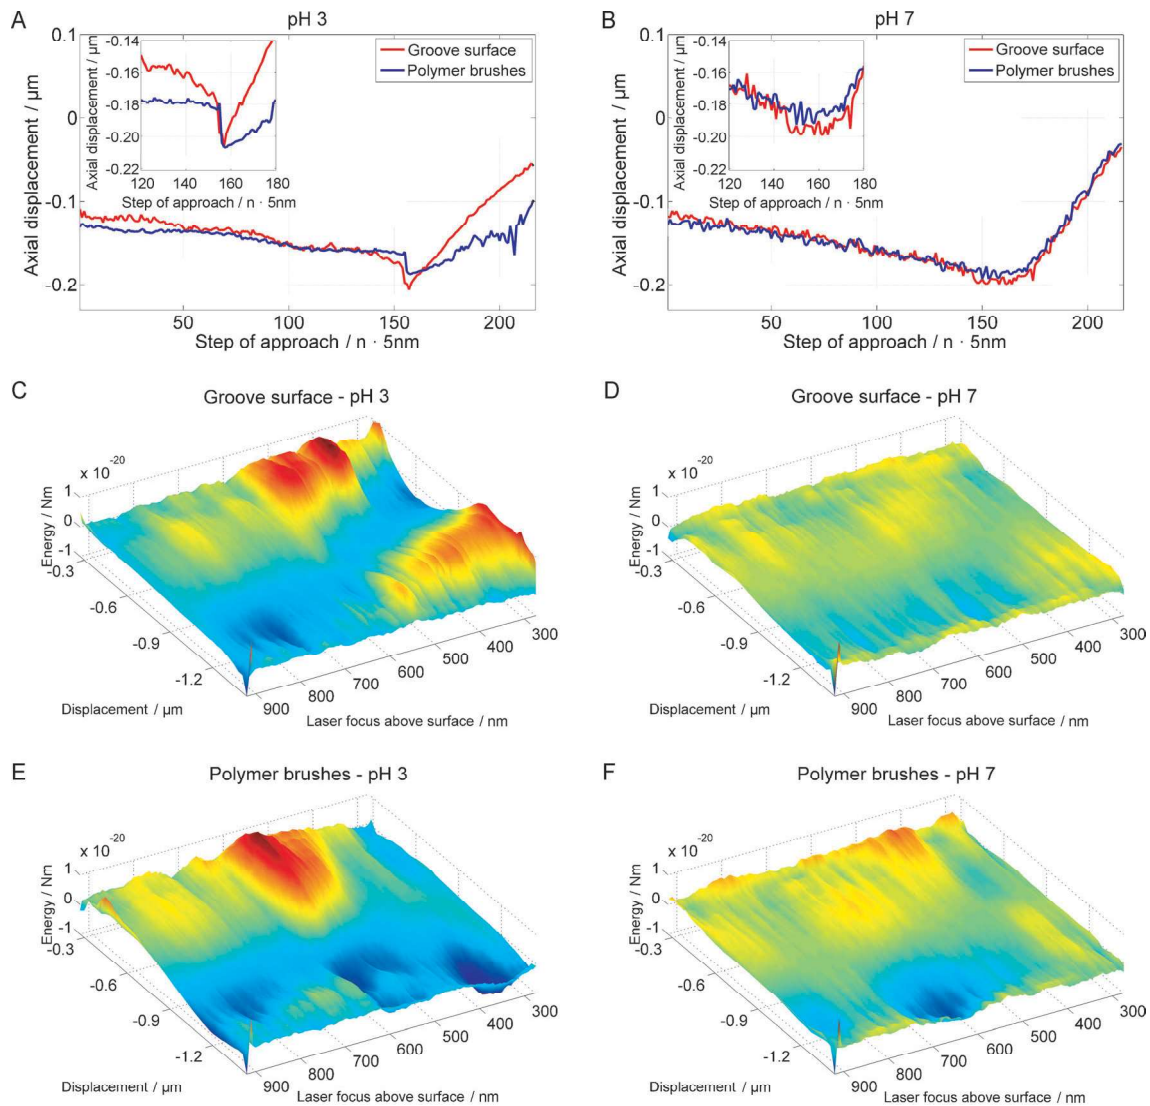 A
pH 3
0.1
0
-0.1
-0.2
Axial displacement / µm
50
100
150
200
Step of approach / n · 5nm
Groove surface
Polymer brushes
-0.14
-0.16
-0.18
-0.20
-0.22
Axial displacement / µm
120
140
160
180
Step of approach / n · 5nm
B
pH 7
0.1
0
-0.1
-0.2
Axial displacement / µm
50
100
150
200
Step of approach / n · 5nm
Groove surface
Polymer brushes
-0.14
-0.16
-0.18
-0.20
-0.22
Axial displacement / µm
120
140
160
180
Step of approach / n · 5nm
C
Groove surface - pH 3
x 10⁻²⁰
1
0
-1
Energy / Nm
-0.3
-0.6
-0.9
-1.2
Displacement / µm
900
800
700
600
500
400
300
Laser focus above surface / nm
D
Groove surface - pH 7
x 10⁻²⁰
1
0
-1
Energy / Nm
-0.3
-0.6
-0.9
-1.2
Displacement / µm
900
800
700
600
500
400
300
Laser focus above surface / nm
E
Polymer brushes - pH 3
x 10⁻²⁰
1
0
-1
Energy / Nm
-0.3
-0.6
-0.9
-1.2
Displacement / µm
900
800
700
600
500
400
300
Laser focus above surface / nm
F
Polymer brushes - pH 7
x 10⁻²⁰
1
0
-1
Energy / Nm
-0.3
-0.6
-0.9
-1.2
Displacement / µm
900
800
700
600
500
400
300
Laser focus above surface / nm